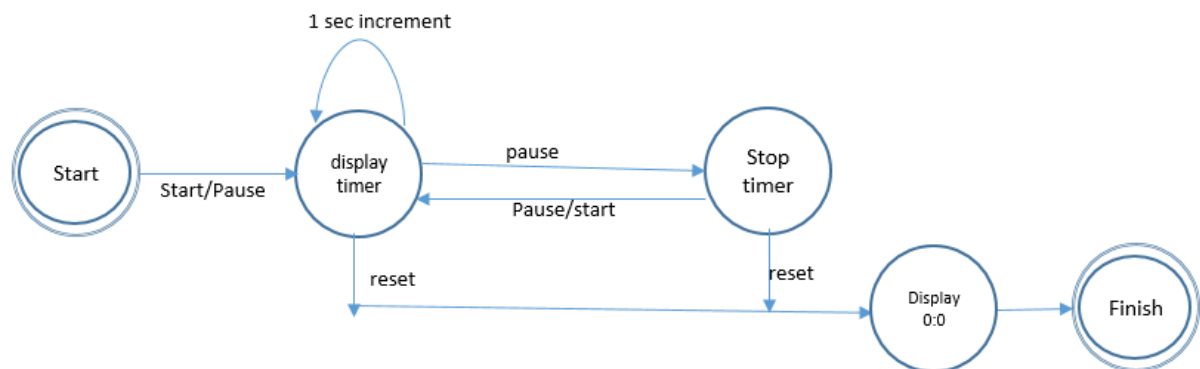 1 sec increment
Start
Start/Pause
display
timer
pause
Pause/start
Stop
timer
reset
reset
Display
0:0
Finish